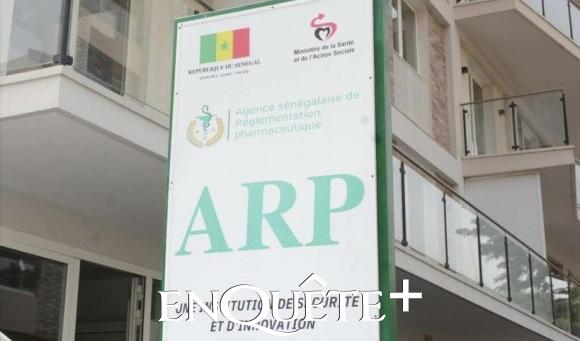 REPUBLIQUE DU SENEGAL
Ministère de la Santé
et de l'Action Sociale
Agence sénégalaise de
Réglementation
pharmaceutique
ARP
UNE INSTITUTION DE SÉCURITÉ
ET D'INNOVATION
ENQUÊTE+